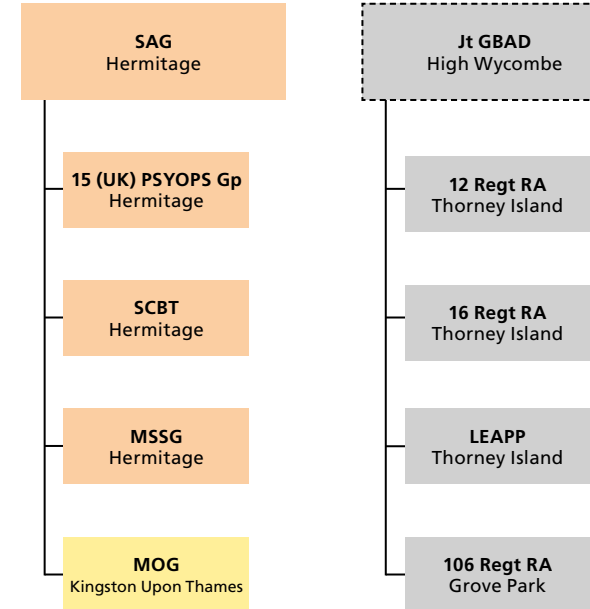 SAG
Hermitage
15 (UK) PSYOPS Gp
Hermitage
SCBT
Hermitage
MSSG
Hermitage
MOG
Kingston Upon Thames
Jt GBAD
High Wycombe
12 Regt RA
Thorney Island
16 Regt RA
Thorney Island
LEAPP
Thorney Island
106 Regt RA
Grove Park